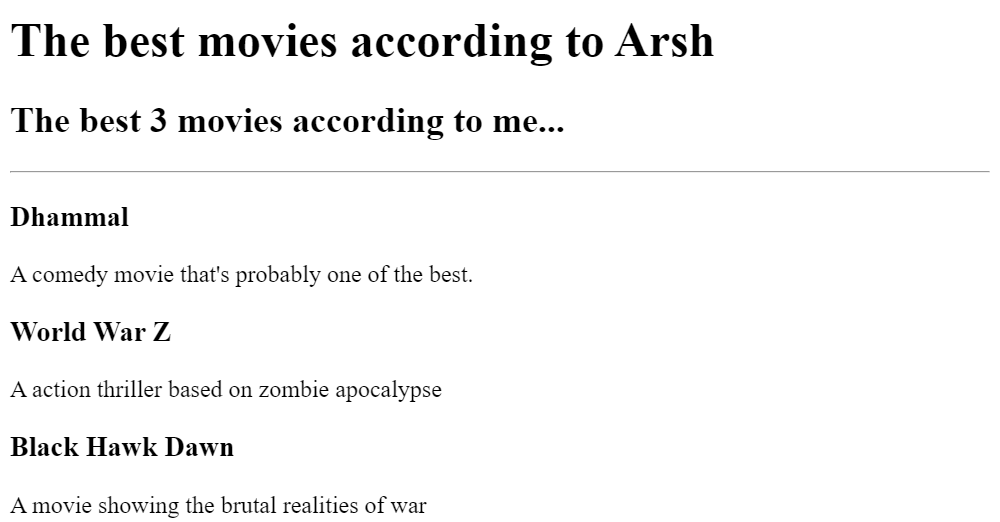 The best movies according to Arsh
The best 3 movies according to me...
Dhammal
A comedy movie that's probably one of the best.
World War Z
A action thriller based on zombie apocalypse
Black Hawk Dawn
A movie showing the brutal realities of war